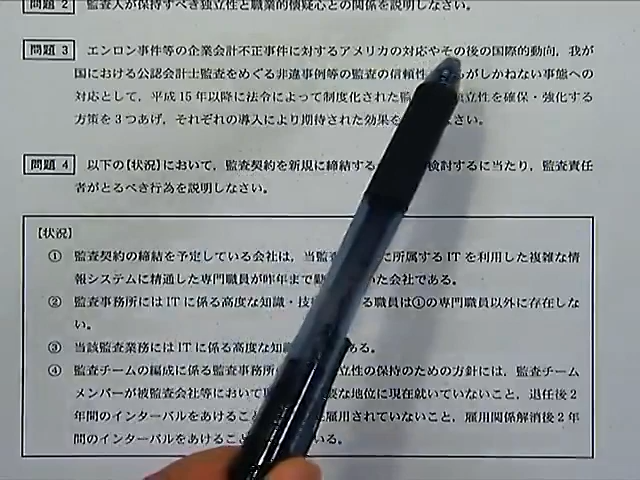 問題 2 監査人が保持すべき独立性と職業的懐疑心との関係を説明しなさい。
問題 3 エンロン事件等の企業会計不正事件に対するアメリカの対応やその後の国際的動向，我が
国における公認会計士監査をめぐる非違事例等の監査の信頼性 がしかねない事態への
対応として，平成 15 年以降に法令によって制度化された監 立性を確保・強化する
方策を 3 つあげ，それぞれの導入により期待された効果を さい。
問題 4 以下の【状況】において，監査契約を新規に締結する 検討するに当たり，監査責任
者がとるべき行為を説明しなさい。
【状況】
① 監査契約の締結を予定している会社は，当監 に所属する IT を利用した複雑な情
報システムに精通した専門職員が昨年まで勤 いた会社である。
② 監査事務所には IT に係る高度な知識・技 る職員は①の専門職員以外に存在しな
い。
③ 当該監査業務には IT に係る高度な知 ある。
④ 監査チームの編成に係る監査事務所 立性の保持のための方針には，監査チーム
メンバーが被監査会社等において な地位に現在就いていないこと，退任後 2
年間のインターバルをあけること 雇用されていないこと，雇用関係解消後 2 年
間のインターバルをあけること いる。